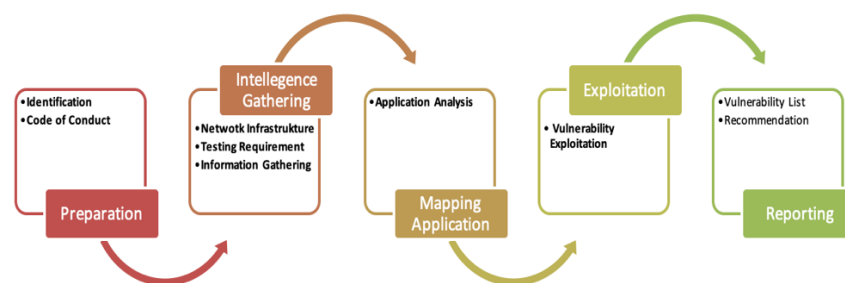 •Identification
•Code of Conduct
Preparation
Intellegence
Gathering
•Netwotk Infrastrukture
•Testing Requirement
•Information Gathering
•Application Analysis
Mapping
Application
Exploitation
• Vulnerability
Exploitation
•Vulnerability List
•Recommendation
Reporting